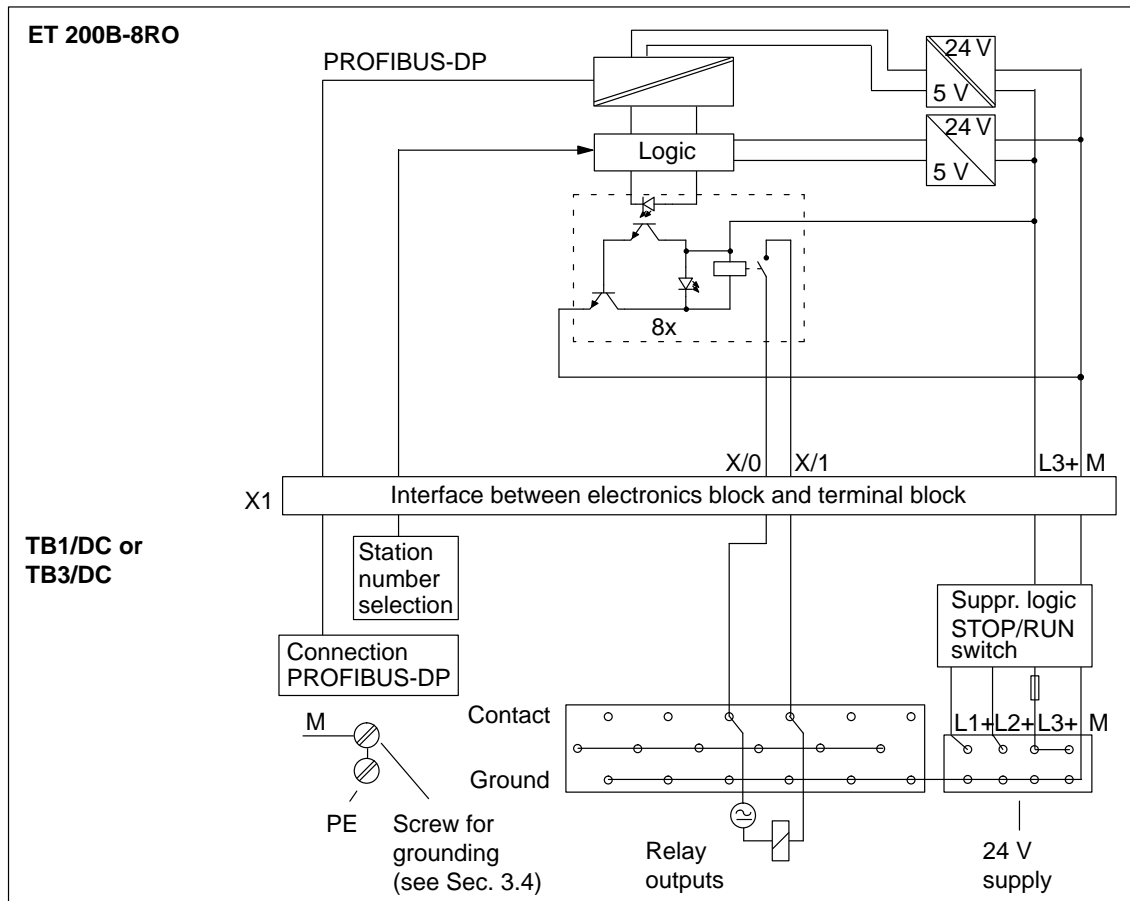 ET 200B-8RO
PROFIBUS-DP
24 V
5 V
Logic
24 V
5 V
8x
X/0
X/1
L3+ M
X1
Interface between electronics block and terminal block
TB1/DC or
TB3/DC
Station
number
selection
Suppr. logic
STOP/RUN
switch
Connection
PROFIBUS-DP
M
Contact
L1+ L2+ L3+ M
Ground
PE
Screw for
grounding
(see Sec. 3.4)
Relay
outputs
24 V
supply